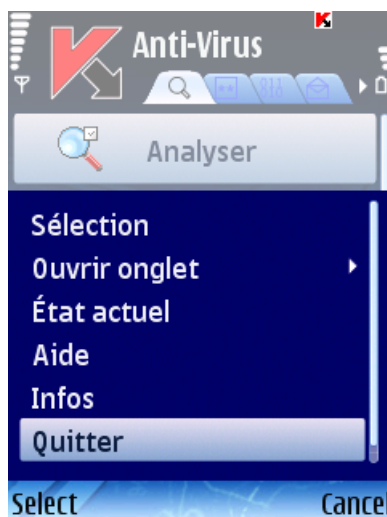 Anti-Virus
Analyser
Sélection
Ouvrir onglet
État actuel
Aide
Infos
Quitter
Select Cancel